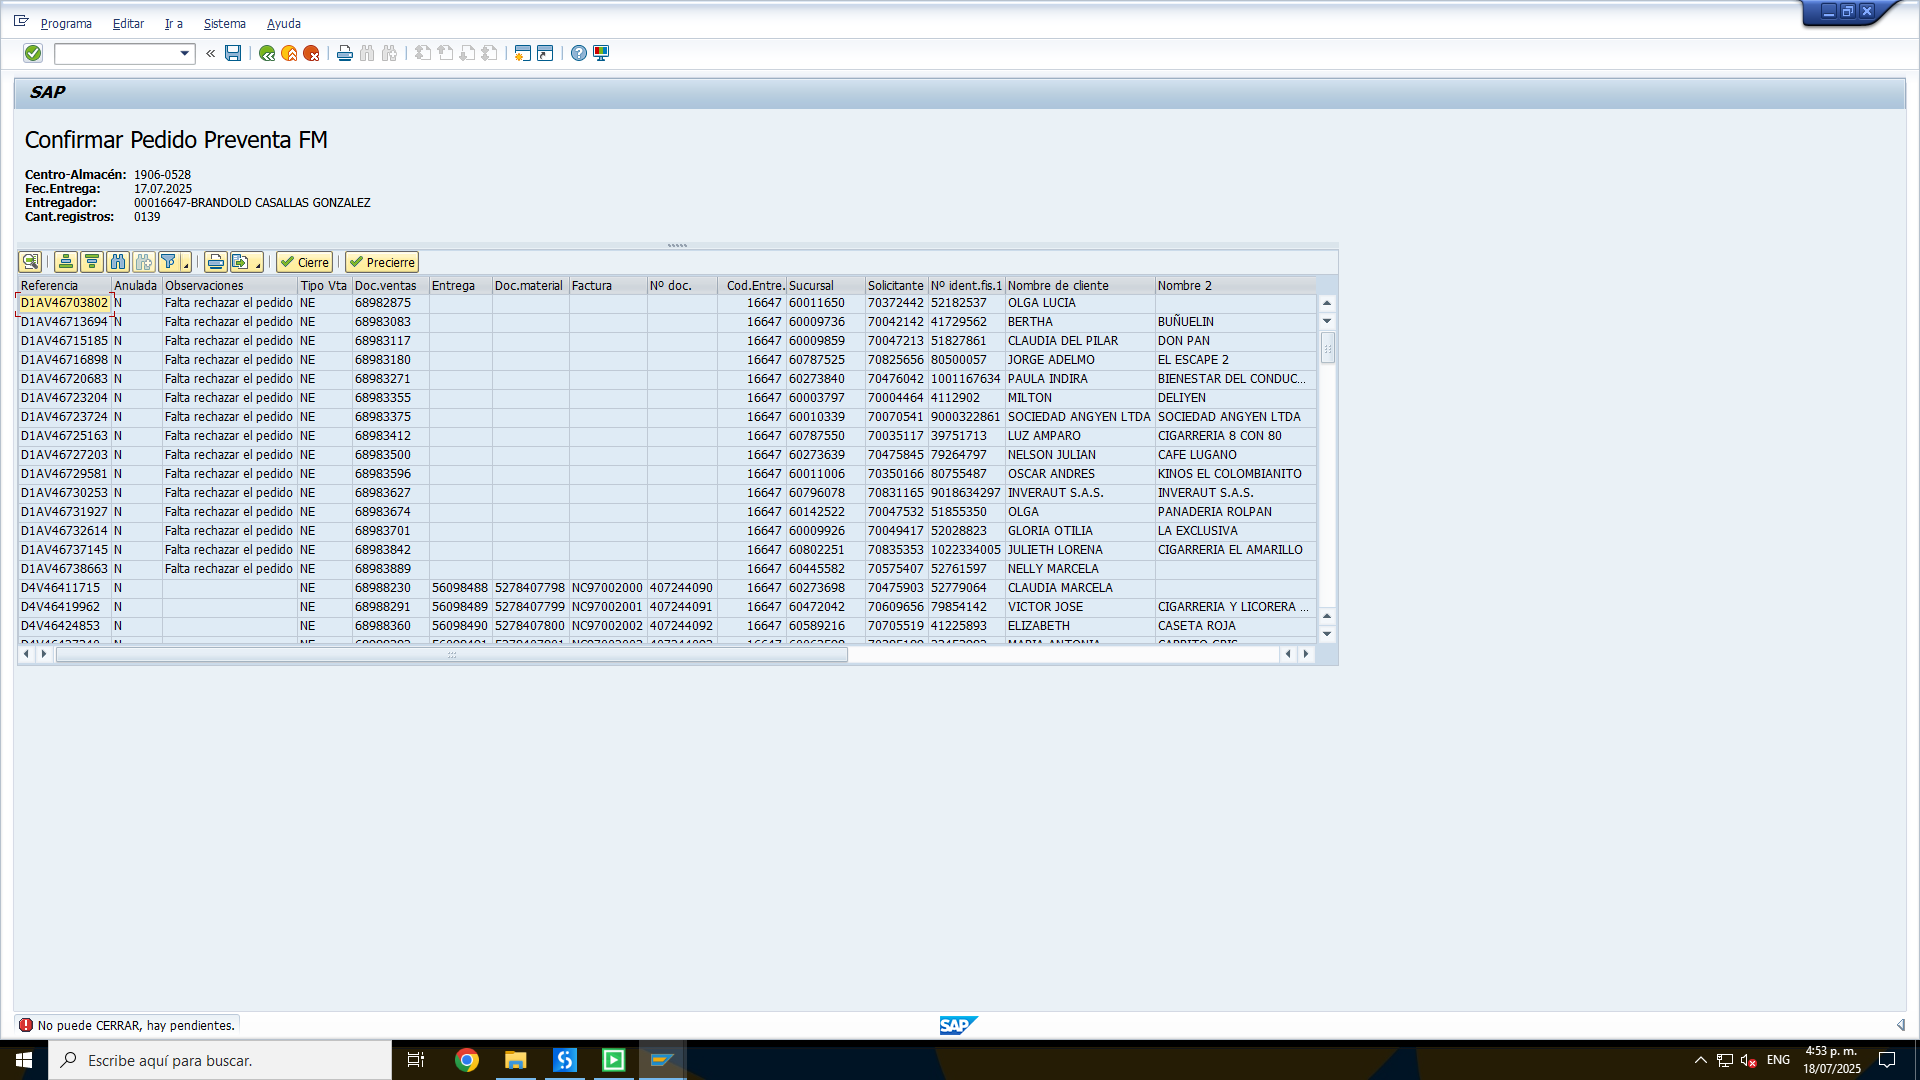 Programa Editar Ir a Sistema Ayuda
SAP
Confirmar Pedido Preventa FM
Centro-Almacén: 1906-0528
Fec.Entrega: 17.07.2025
Entregador: 00016647-BRANDOLD CASALLAS GONZALEZ
Cant.registros: 0139
Cierre Precierre
Referencia Anulada Observaciones Tipo Vta Doc.ventas Entrega Doc.material Factura Nº doc. Cod.Entre. Sucursal Solicitante Nº ident.fis.1 Nombre de cliente Nombre 2
D1AV46703802 N Falta rechazar el pedido NE 68982875 16647 60011650 70372442 52182537 OLGA LUCIA
D1AV46713694 N Falta rechazar el pedido NE 68983083 16647 60009736 70042142 41729562 BERTHA BUÑUELIN
D1AV46715185 N Falta rechazar el pedido NE 68983117 16647 60009859 70047213 51827861 CLAUDIA DEL PILAR DON PAN
D1AV46716898 N Falta rechazar el pedido NE 68983180 16647 60787525 70825656 80500057 JORGE ADELMO EL ESCAPE 2
D1AV46720683 N Falta rechazar el pedido NE 68983271 16647 60273840 70476042 1001167634 PAULA INDIRA BIENESTAR DEL CONDUC...
D1AV46723204 N Falta rechazar el pedido NE 68983355 16647 60003797 70004464 4112902 MILTON DELIYEN
D1AV46723724 N Falta rechazar el pedido NE 68983375 16647 60010339 70070541 9000322861 SOCIEDAD ANGYEN LTDA SOCIEDAD ANGYEN LTDA
D1AV46725163 N Falta rechazar el pedido NE 68983412 16647 60787550 70035117 39751713 LUZ AMPARO CIGARRERIA 8 CON 80
D1AV46727203 N Falta rechazar el pedido NE 68983500 16647 60273639 70475845 79264797 NELSON JULIAN CAFE LUGANO
D1AV46729581 N Falta rechazar el pedido NE 68983596 16647 60011006 70350166 80755487 OSCAR ANDRES KINOS EL COLOMBIANITO
D1AV46730253 N Falta rechazar el pedido NE 68983627 16647 60796078 70831165 9018634297 INVERAUT S.A.S. INVERAUT S.A.S.
D1AV46731927 N Falta rechazar el pedido NE 68983674 16647 60142522 70047532 51855350 OLGA PANADERIA ROLPAN
D1AV46732614 N Falta rechazar el pedido NE 68983701 16647 60009926 70049417 52028823 GLORIA OTILIA LA EXCLUSIVA
D1AV46737145 N Falta rechazar el pedido NE 68983842 16647 60802251 70835353 1022334005 JULIETH LORENA CIGARRERIA EL AMARILLO
D1AV46738663 N Falta rechazar el pedido NE 68983889 16647 60445582 70575407 52761597 NELLY MARCELA
D4V46411715 N NE 68988230 56098488 5278407798 NC97002000 407244090 16647 60273698 70475903 52779064 CLAUDIA MARCELA
D4V46419962 N NE 68988291 56098489 5278407799 NC97002001 407244091 16647 60472042 70609656 79854142 VICTOR JOSE CIGARRERIA Y LICORERA ...
D4V46424853 N NE 68988360 56098490 5278407800 NC97002002 407244092 16647 60589216 70705519 41225893 ELIZABETH CASETA ROJA
No puede CERRAR, hay pendientes.
SAP
Escribe aquí para buscar.
ENG
4:53 p. m.
18/07/2025